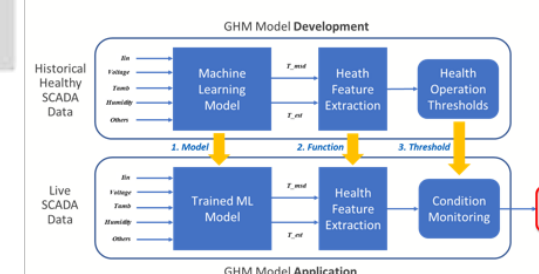 GHM Model Development
Historical
Healthy
SCADA
Data
Iin
Voltage
Tamb
Humidity
Others
Machine
Learning
Model
T_msd
T_est
Heath
Feature
Extraction
Health
Operation
Thresholds
1. Model
2. Function
3. Threshold
Live
SCADA
Data
Iin
Voltage
Tamb
Humidity
Others
Trained ML
Model
T_msd
T_est
Health
Feature
Extraction
Condition
Monitoring
GHM Model Application